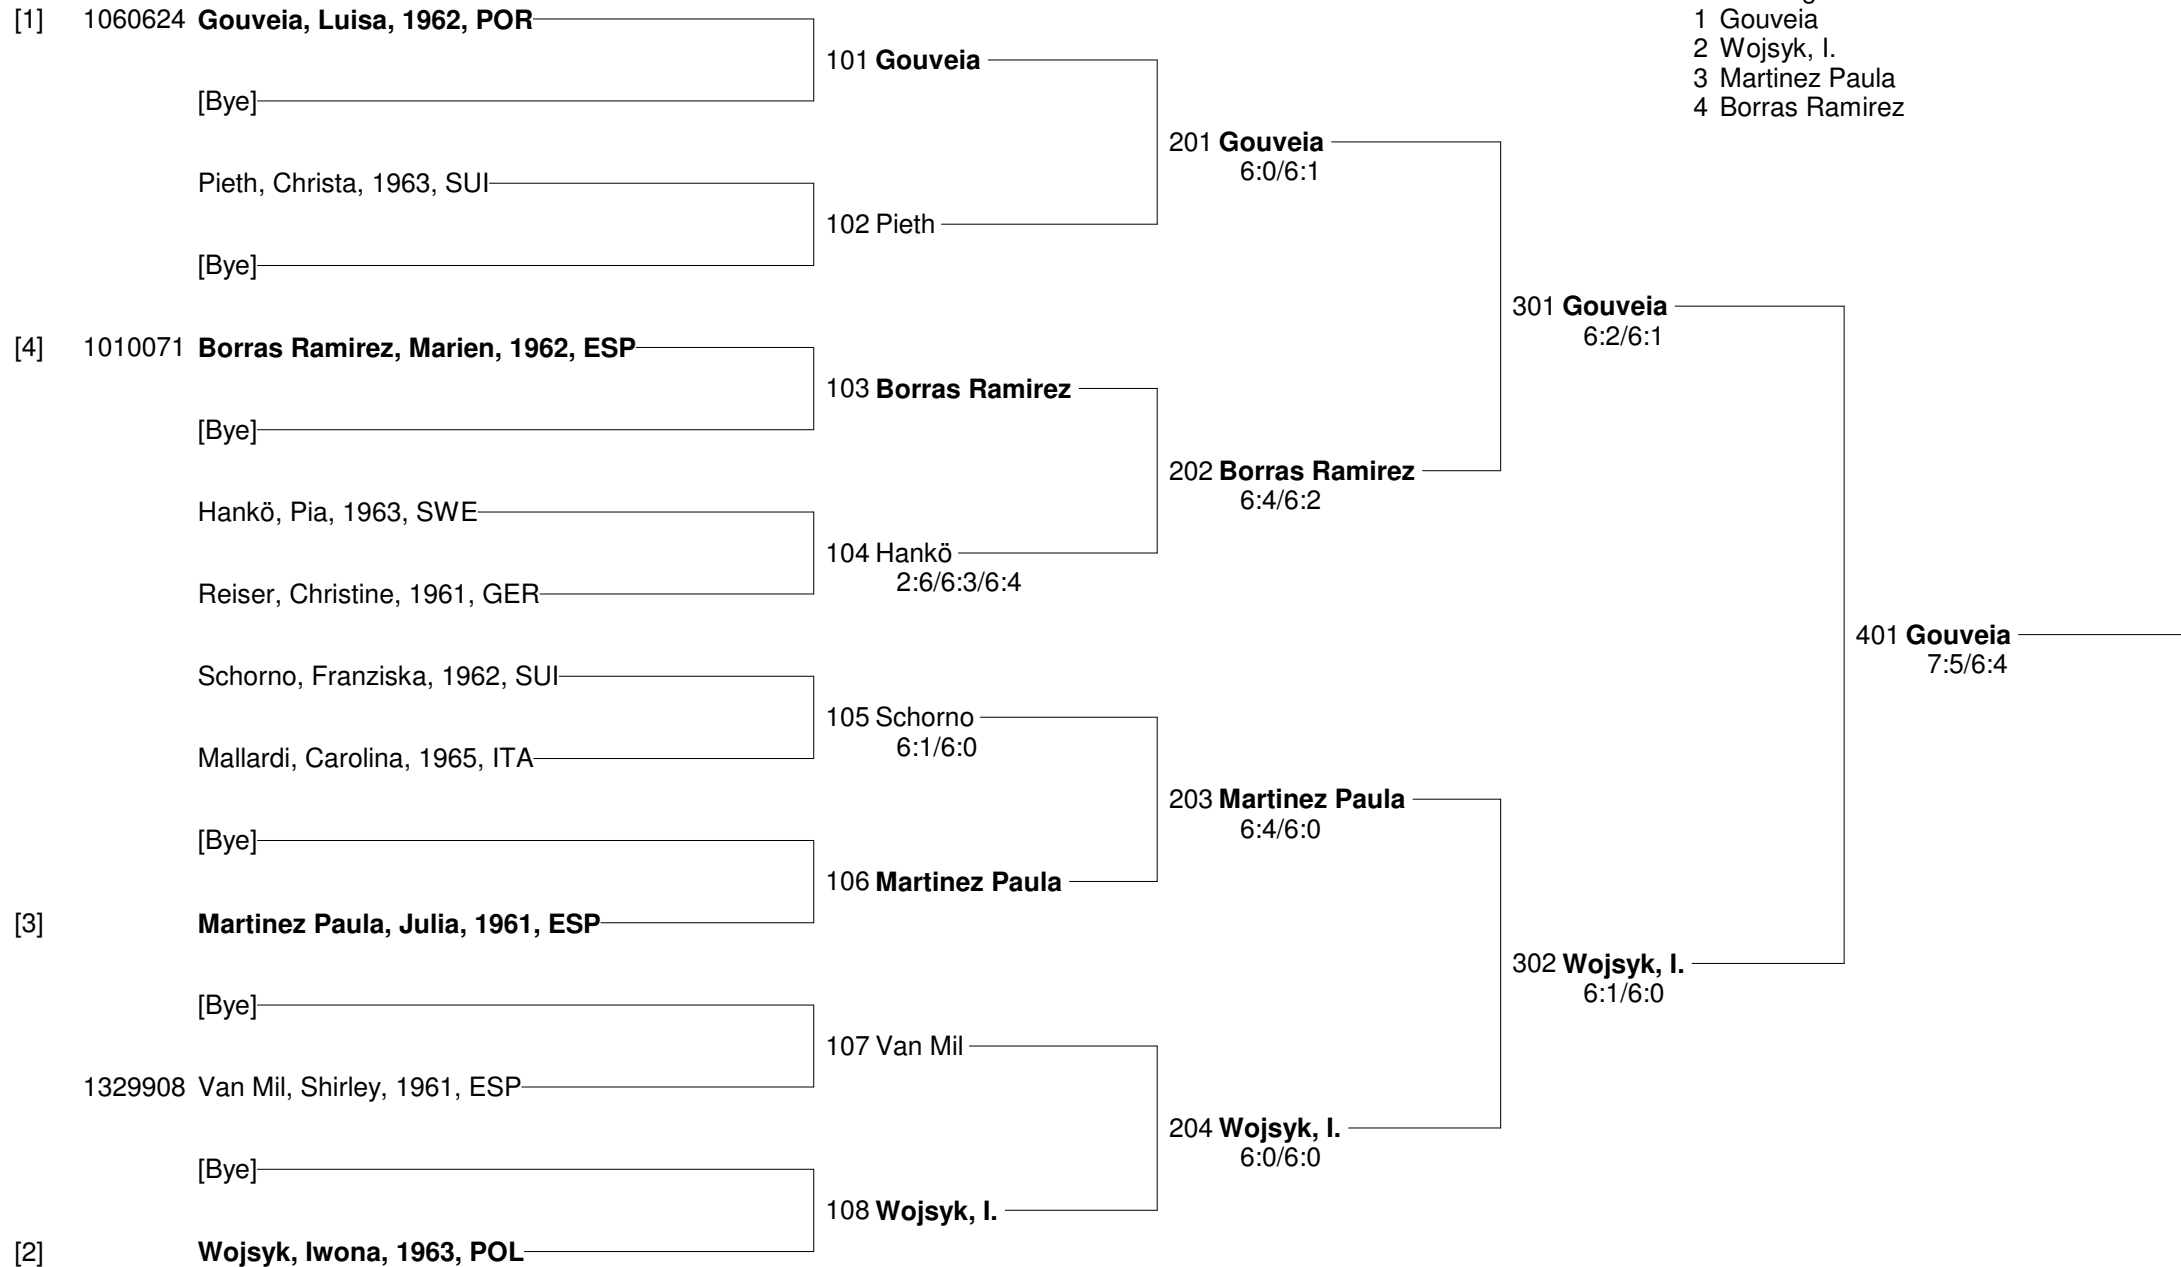 [1] 1060624 Gouveia, Luisa, 1962, POR
[Bye]
Pieth, Christa, 1963, SUI
[Bye]
[4] 1010071 Borras Ramirez, Marien, 1962, ESP
[Bye]
Hankö, Pia, 1963, SWE
Reiser, Christine, 1961, GER
Schorno, Franziska, 1962, SUI
Mallardi, Carolina, 1965, ITA
[Bye]
[3] Martinez Paula, Julia, 1961, ESP
[Bye]
1329908 Van Mil, Shirley, 1961, ESP
[Bye]
[2] Wojsyk, Iwona, 1963, POL
101 Gouveia
102 Pieth
103 Borras Ramirez
104 Hankö
2:6/6:3/6:4
105 Schorno
6:1/6:0
106 Martinez Paula
107 Van Mil
108 Wojsyk, I.
201 Gouveia
6:0/6:1
202 Borras Ramirez
6:4/6:2
203 Martinez Paula
6:4/6:0
204 Wojsyk, I.
6:0/6:0
301 Gouveia
6:2/6:1
302 Wojsyk, I.
6:1/6:0
401 Gouveia
7:5/6:4
1 Gouveia
2 Wojsyk, I.
3 Martinez Paula
4 Borras Ramirez